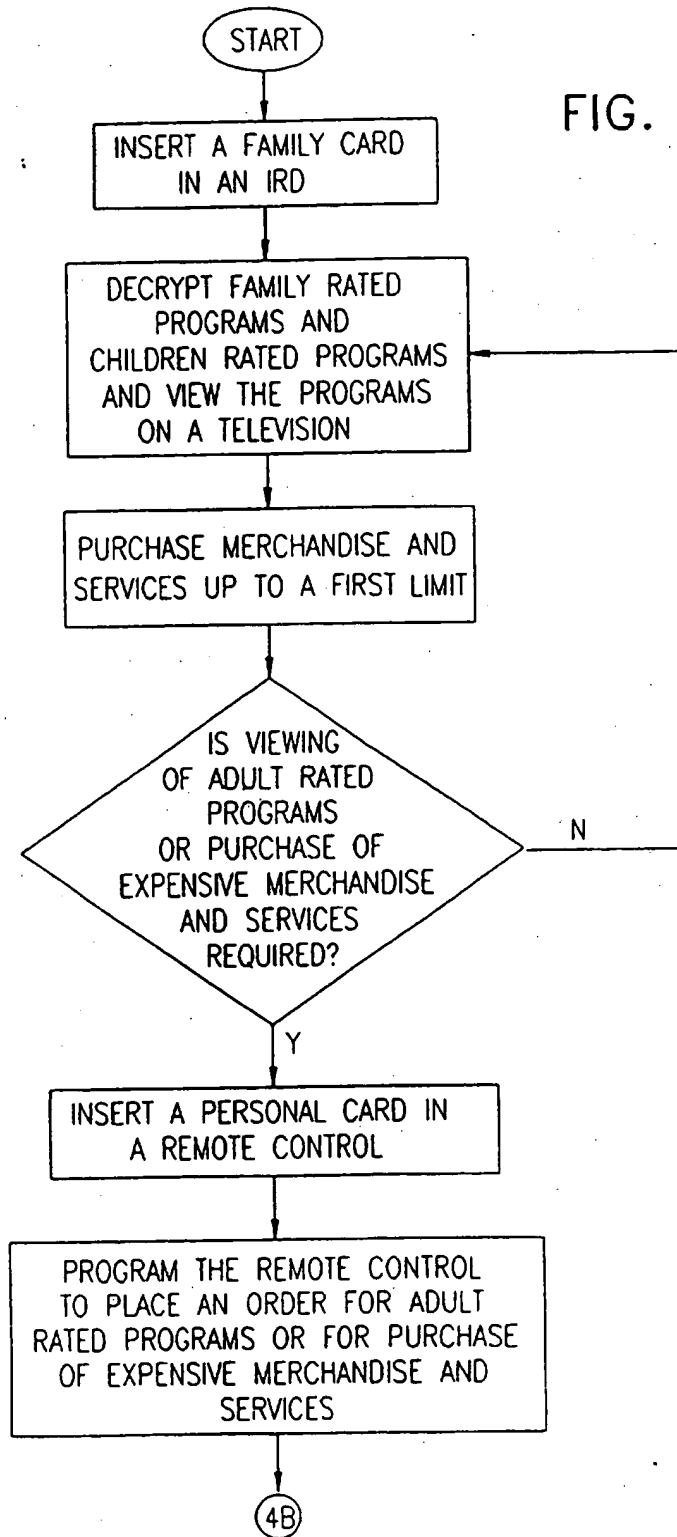 START
FIG.
INSERT A FAMILY CARD
IN AN IRD
DECRYPT FAMILY RATED
PROGRAMS AND
CHILDREN RATED PROGRAMS
AND VIEW THE PROGRAMS
ON A TELEVISION
PURCHASE MERCHANDISE AND
SERVICES UP TO A FIRST LIMIT
IS VIEWING
OF ADULT RATED
PROGRAMS
OR PURCHASE OF
EXPENSIVE MERCHANDISE
AND SERVICES
REQUIRED?
N
Y
INSERT A PERSONAL CARD IN
A REMOTE CONTROL
PROGRAM THE REMOTE CONTROL
TO PLACE AN ORDER FOR ADULT
RATED PROGRAMS OR FOR PURCHASE
OF EXPENSIVE MERCHANDISE AND
SERVICES
4B